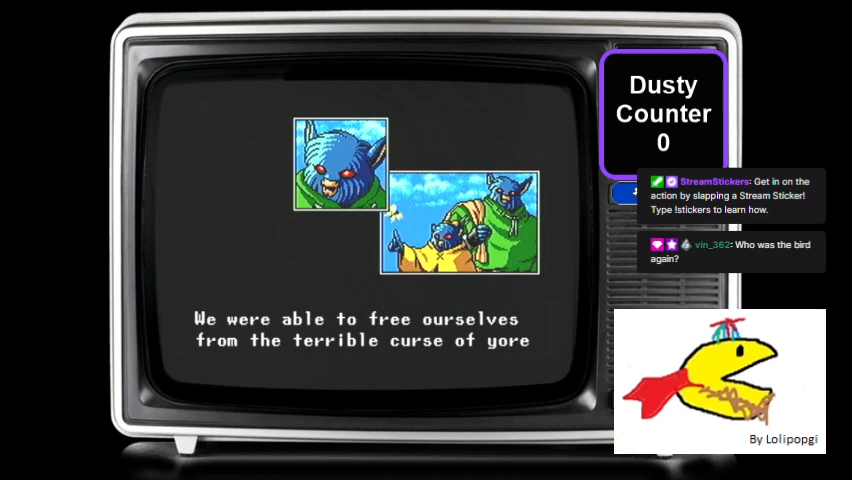 Dusty
Counter
0
StreamStickers: Get in on the
action by slapping a Stream Sticker!
Type !stickers to learn how.
vin_362: Who was the bird
again?
We were able to free ourselves
from the terrible curse of yore
By Lolipopgi